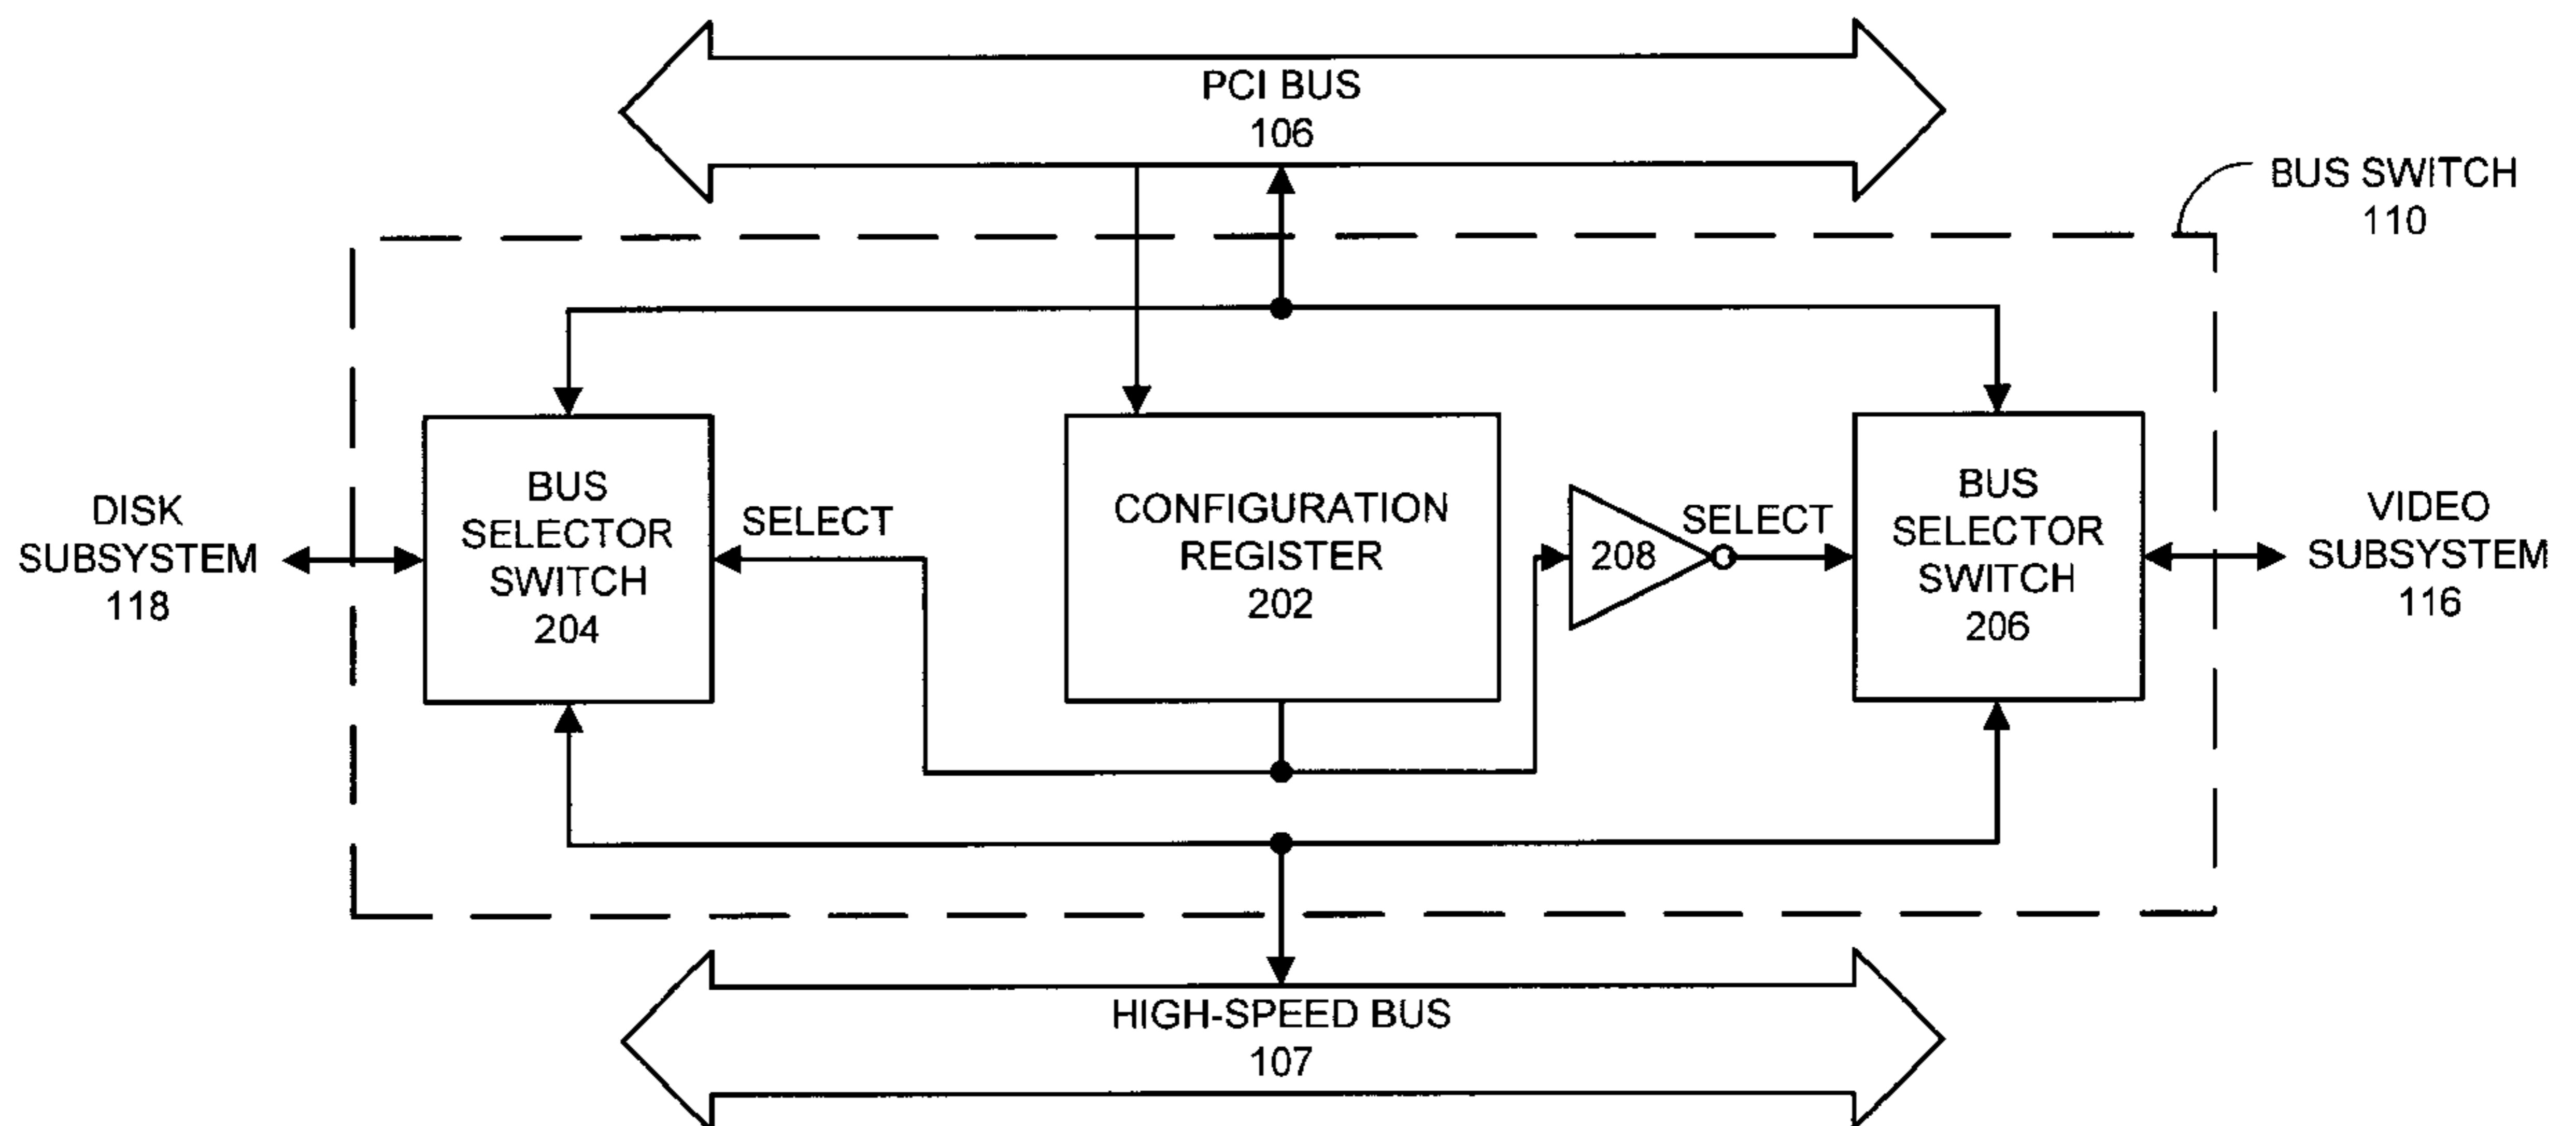 PCI BUS
106
BUS SWITCH
110
DISK
SUBSYSTEM
118
BUS
SELECTOR
SWITCH
204
SELECT
CONFIGURATION
REGISTER
202
208
SELECT
BUS
SELECTOR
SWITCH
206
VIDEO
SUBSYSTEM
116
HIGH-SPEED BUS
107